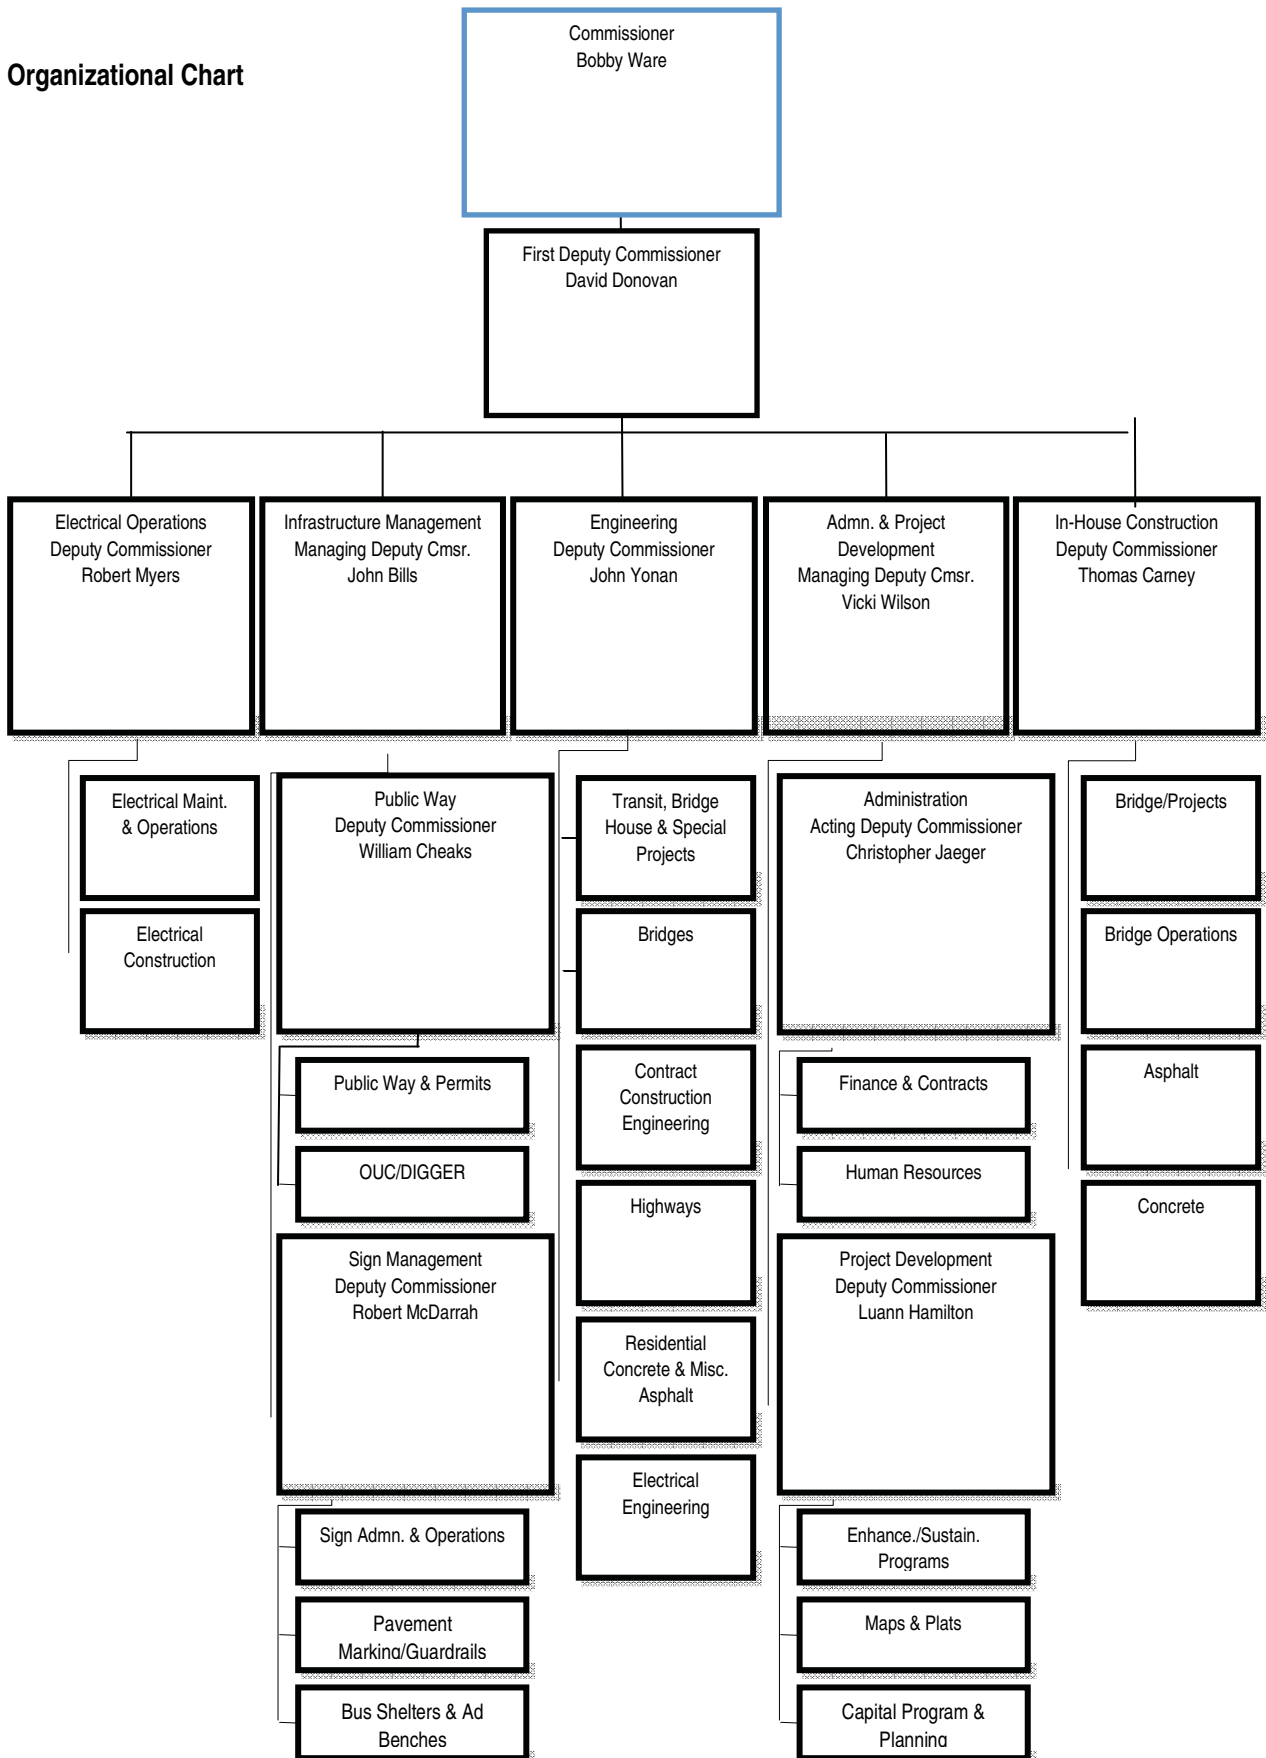 Organizational Chart
Commissioner
Bobby Ware
First Deputy Commissioner
David Donovan
Electrical Operations
Deputy Commissioner
Robert Myers
Infrastructure Management
Managing Deputy Cmsr.
John Bills
Engineering
Deputy Commissioner
John Yonan
Admn. & Project
Development
Managing Deputy Cmsr.
Vicki Wilson
In-House Construction
Deputy Commissioner
Thomas Carney
Electrical Maint.
& Operations
Electrical
Construction
Public Way
Deputy Commissioner
William Cheaks
Public Way & Permits
OUC/DIGGER
Sign Management
Deputy Commissioner
Robert McDarrah
Sign Admn. & Operations
Pavement
Marking/Guardrails
Bus Shelters & Ad
Benches
Transit, Bridge
House & Special
Projects
Bridges
Contract
Construction
Engineering
Highways
Residential
Concrete & Misc.
Asphalt
Electrical
Engineering
Administration
Acting Deputy Commissioner
Christopher Jaeger
Finance & Contracts
Human Resources
Project Development
Deputy Commissioner
Luann Hamilton
Enhance./Sustain.
Programs
Maps & Plats
Capital Program &
Planning
Bridge/Projects
Bridge Operations
Asphalt
Concrete